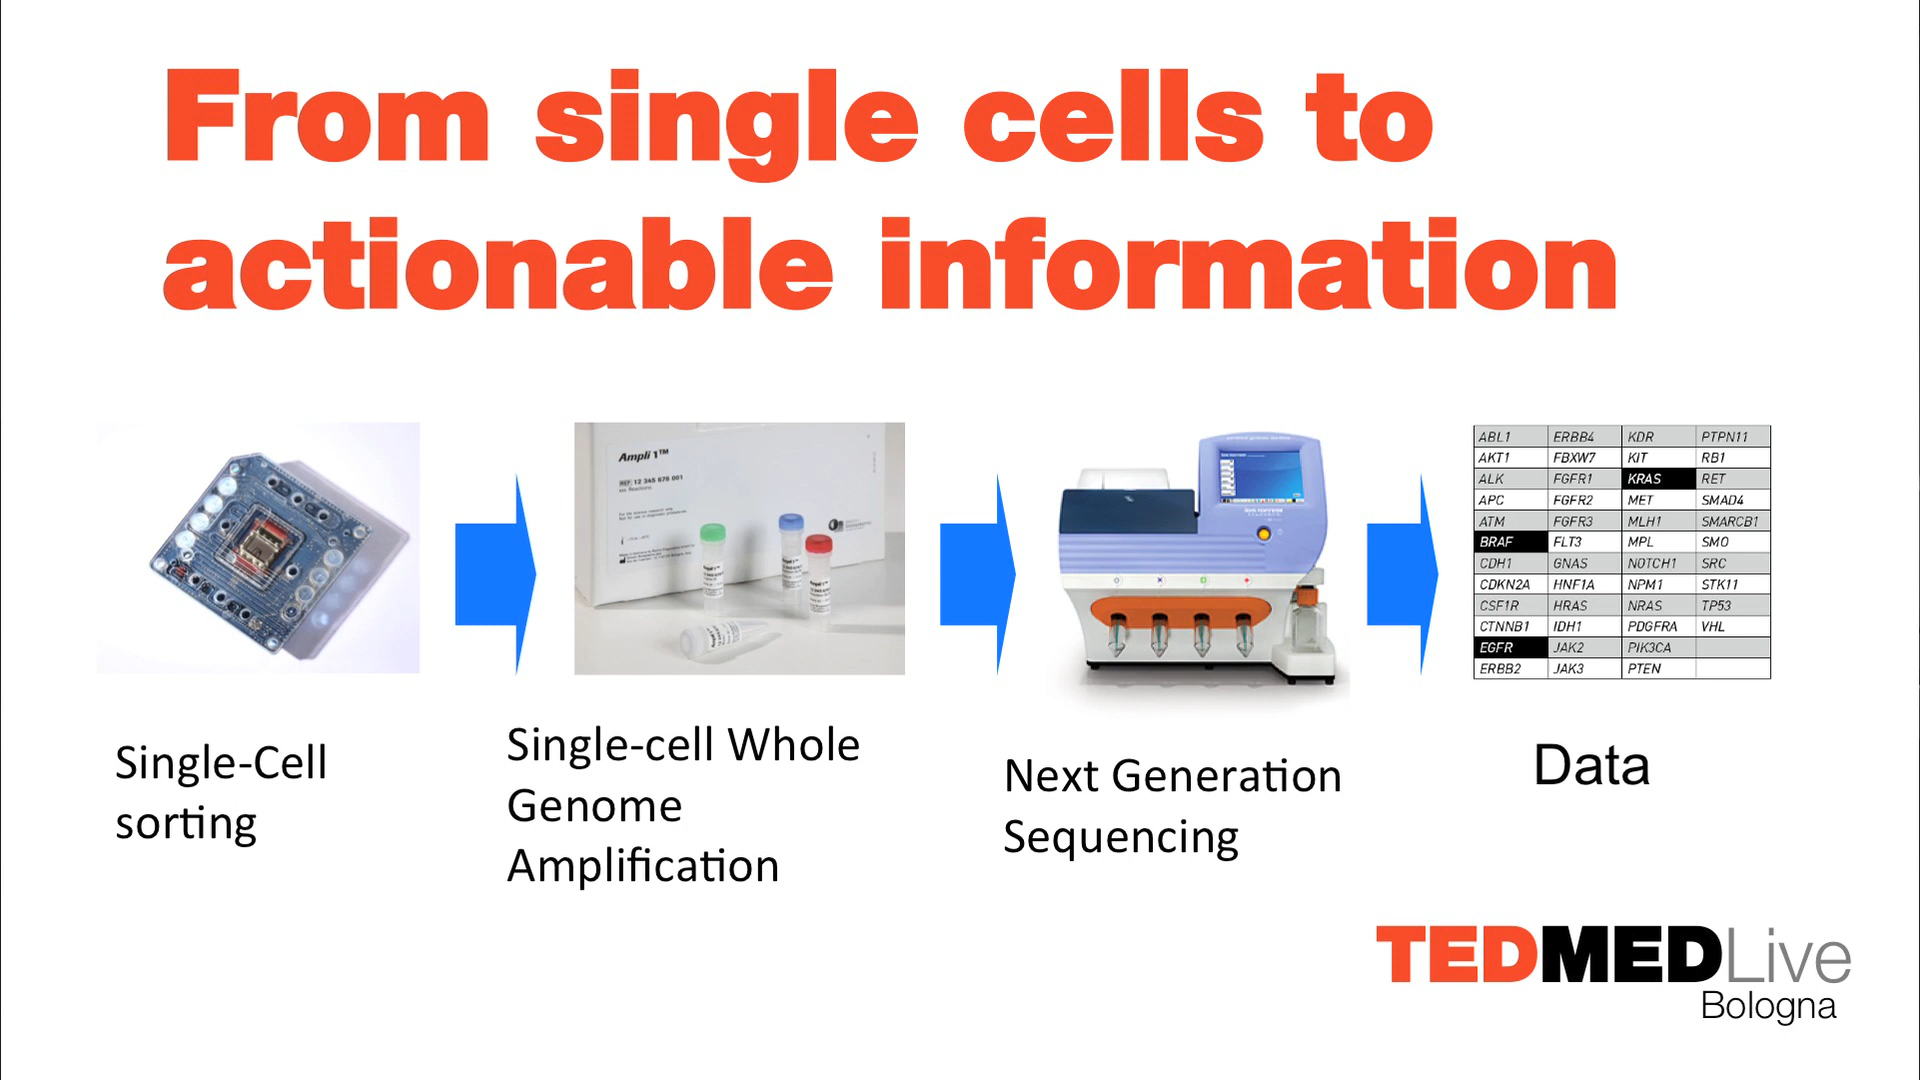 From single cells to
actionable information
Ampli 1™
REF 12 345 678 001
ABL1 ERBB4 KDR PTPN11
AKT1 FBXW7 KIT RB1
ALK FGFR1 KRAS RET
APC FGFR2 MET SMAD4
ATM FGFR3 MLH1 SMARCB1
BRAF FLT3 MPL SMO
CDH1 GNAS NOTCH1 SRC
CDKN2A HNF1A NPM1 STK11
CSF1R HRAS NRAS TP53
CTNNB1 IDH1 PDGFRA VHL
EGFR JAK2 PIK3CA
ERBB2 JAK3 PTEN
Single-Cell
sorting
Single-cell Whole
Genome
Amplification
Next Generation
Sequencing
Data
TEDMEDLive
Bologna